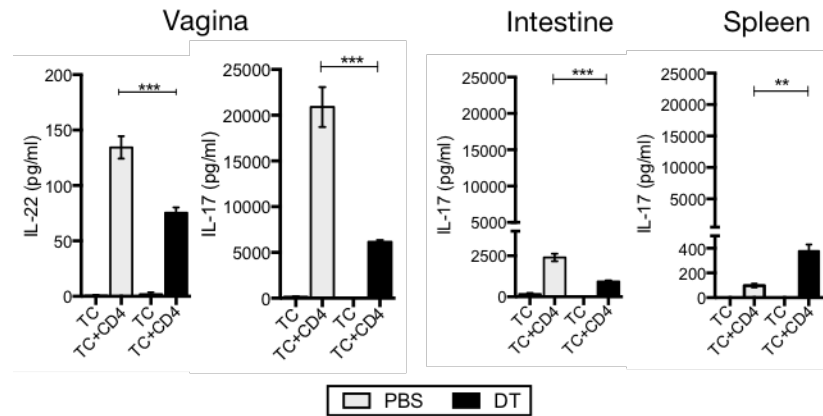 Vagina
Intestine
Spleen
IL-22 (pg/ml)
200
150
100
50
0
***
TC
TC+CD4
TC
TC+CD4
IL-17 (pg/ml)
25000
20000
15000
10000
5000
0
***
TC
TC+CD4
TC
TC+CD4
IL-17 (pg/ml)
25000
20000
15000
10000
5000
2500
0
***
TC
TC+CD4
TC
TC+CD4
IL-17 (pg/ml)
25000
20000
15000
10000
5000
400
200
0
**
TC
TC+CD4
TC
TC+CD4
PBS DT